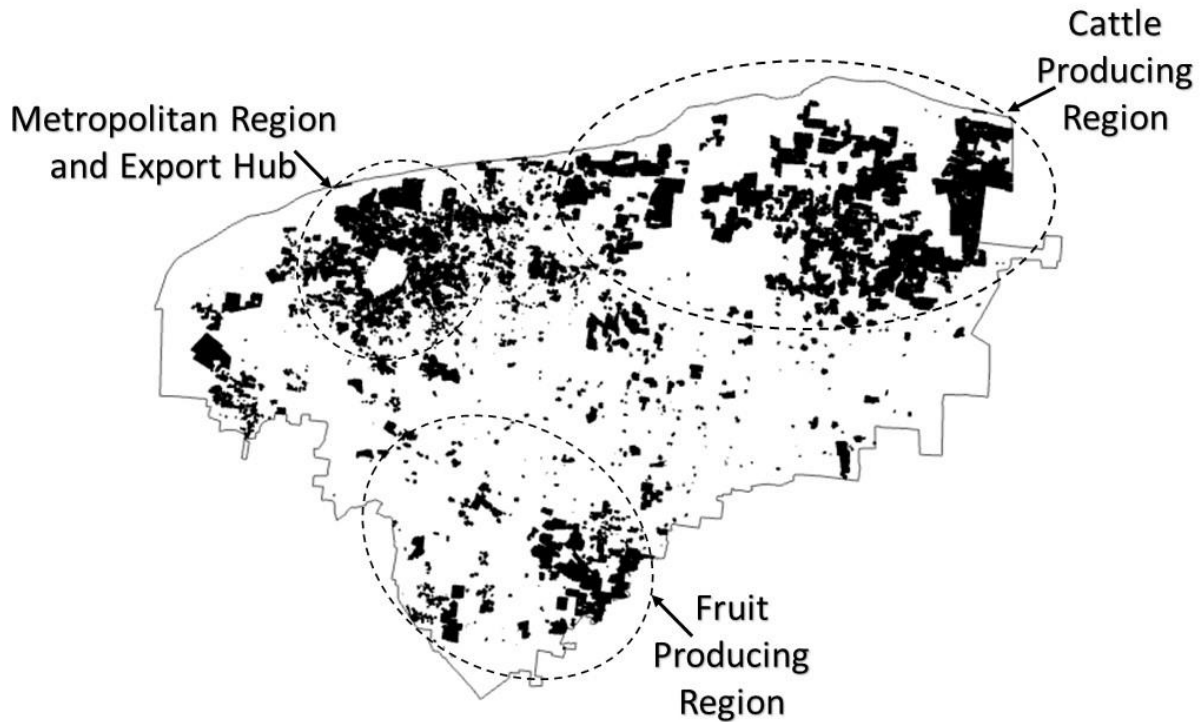 Cattle
Producing
Region
Metropolitan Region
and Export Hub
Fruit
Producing
Region